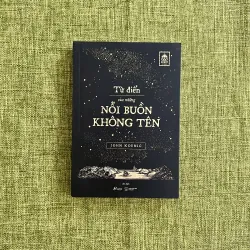 Từ điển
của những
NỖI BUỒN
KHÔNG TÊN
JOHN KOENIG